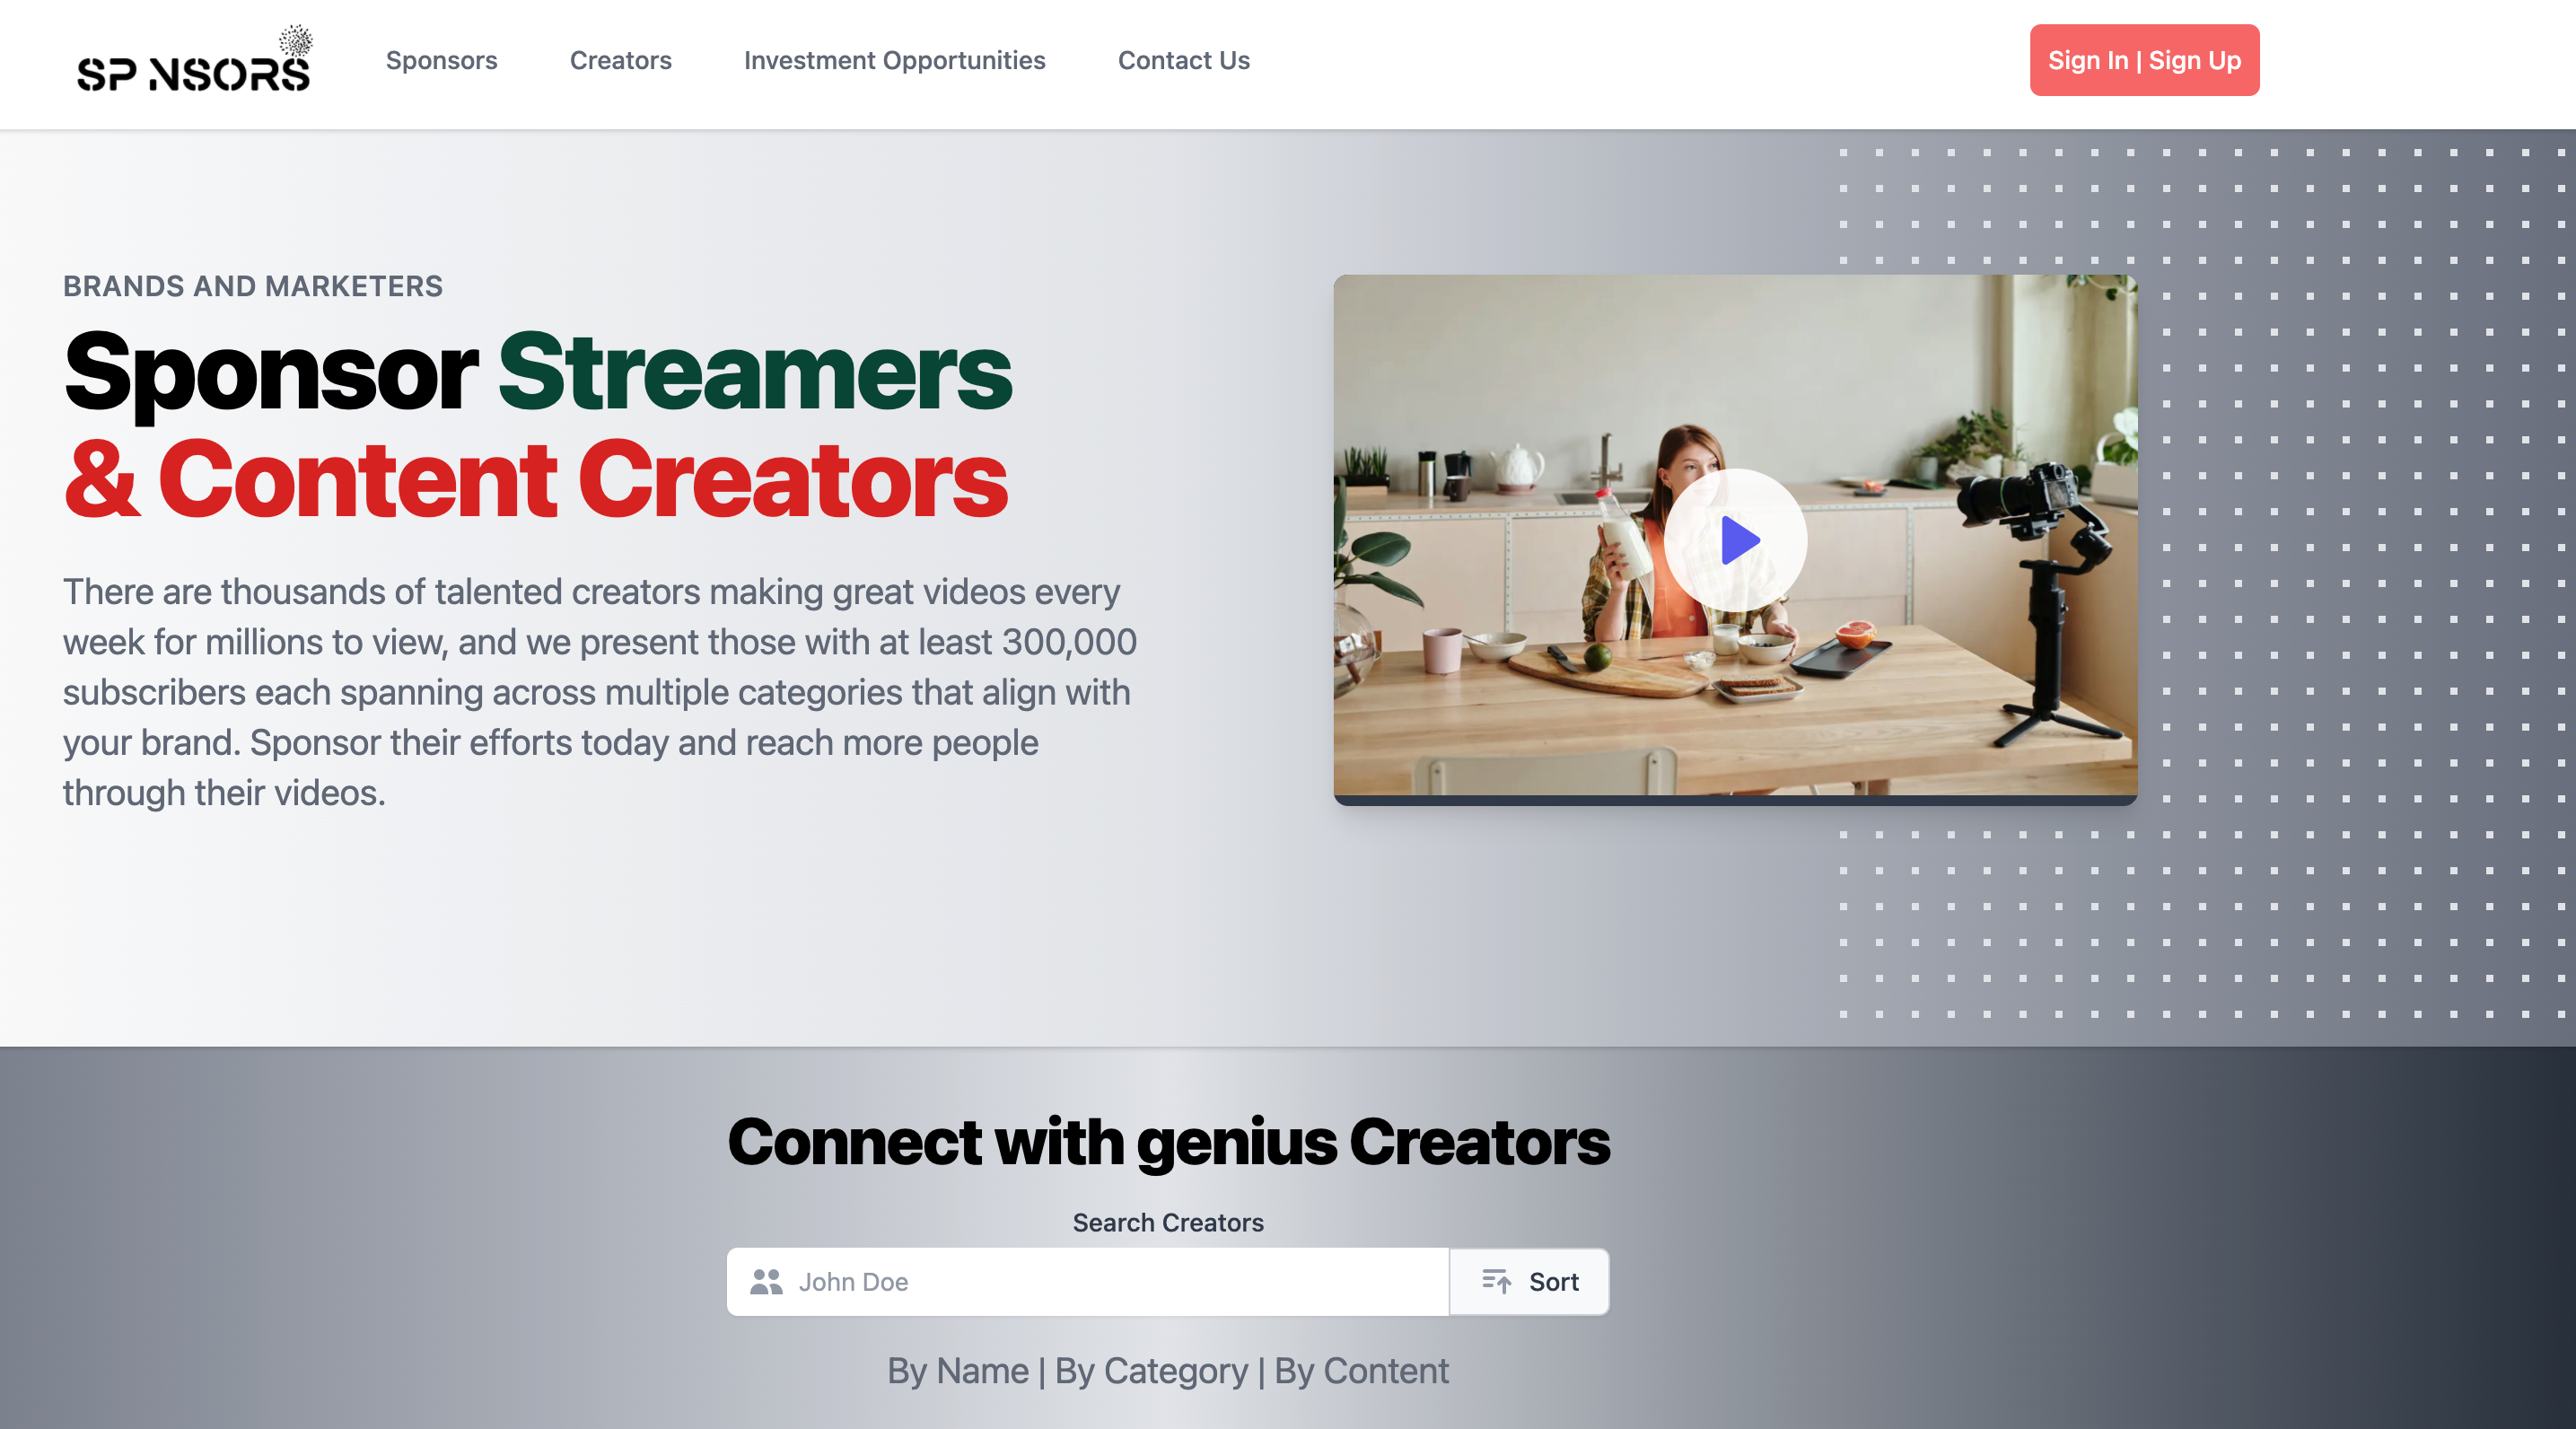 SP NSORS
Sponsors
Creators
Investment Opportunities
Contact Us
Sign In | Sign Up
BRANDS AND MARKETERS
Sponsor Streamers
& Content Creators
There are thousands of talented creators making great videos every
week for millions to view, and we present those with at least 300,000
subscribers each spanning across multiple categories that align with
your brand. Sponsor their efforts today and reach more people
through their videos.
Connect with genius Creators
Search Creators
John Doe
Sort
By Name | By Category | By Content